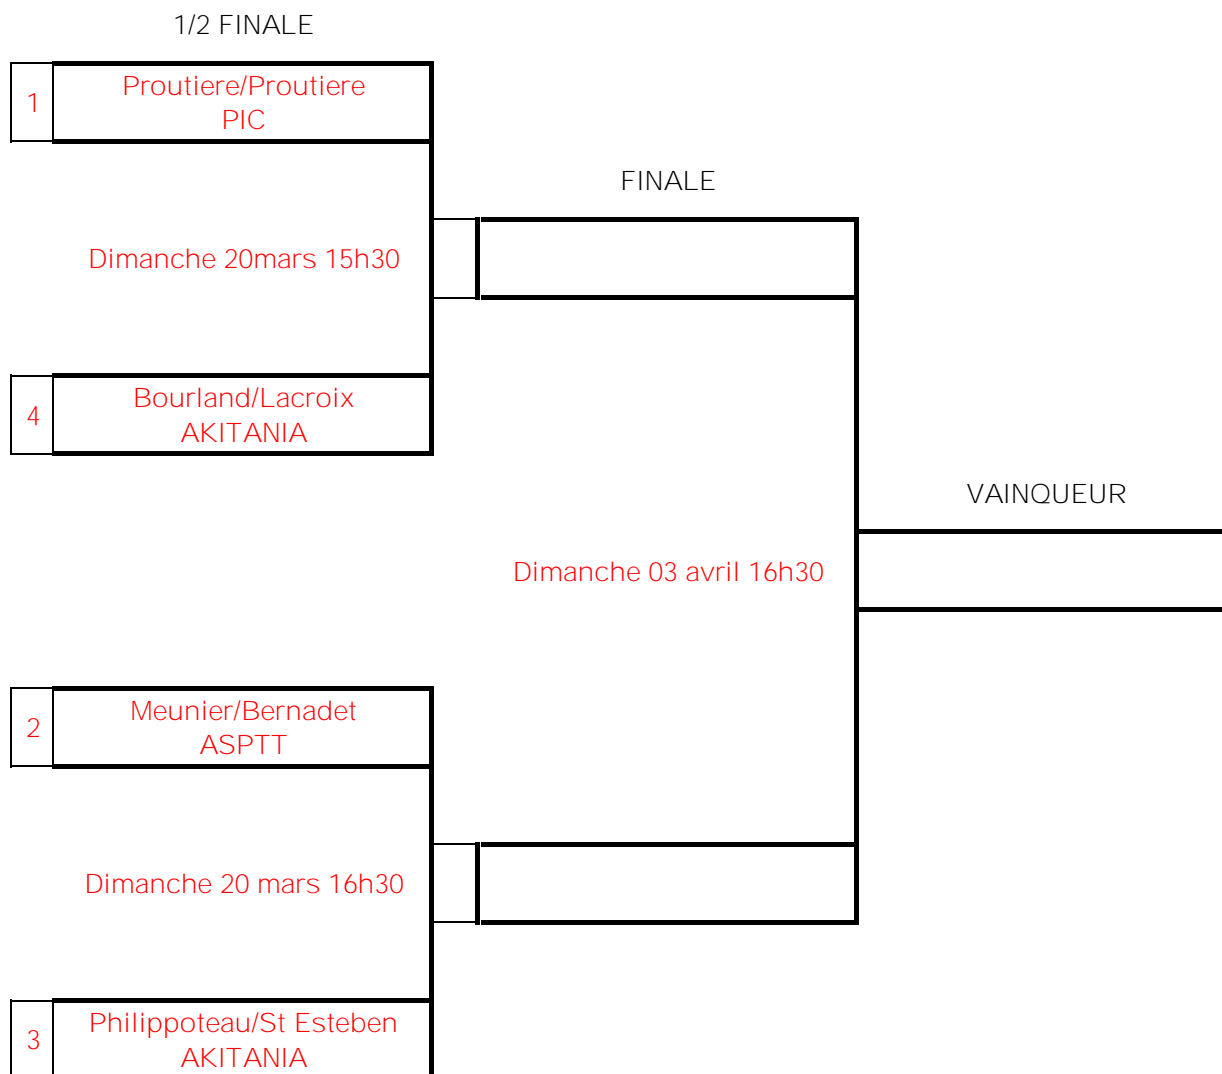 1/2 FINALE
1
Proutiere/Proutiere
PIC
FINALE
Dimanche 20mars 15h30
4
Bourland/Lacroix
AKITANIA
VAINQUEUR
Dimanche 03 avril 16h30
2
Meunier/Bernadet
ASPTT
Dimanche 20 mars 16h30
3
Philippoteau/St Esteben
AKITANIA